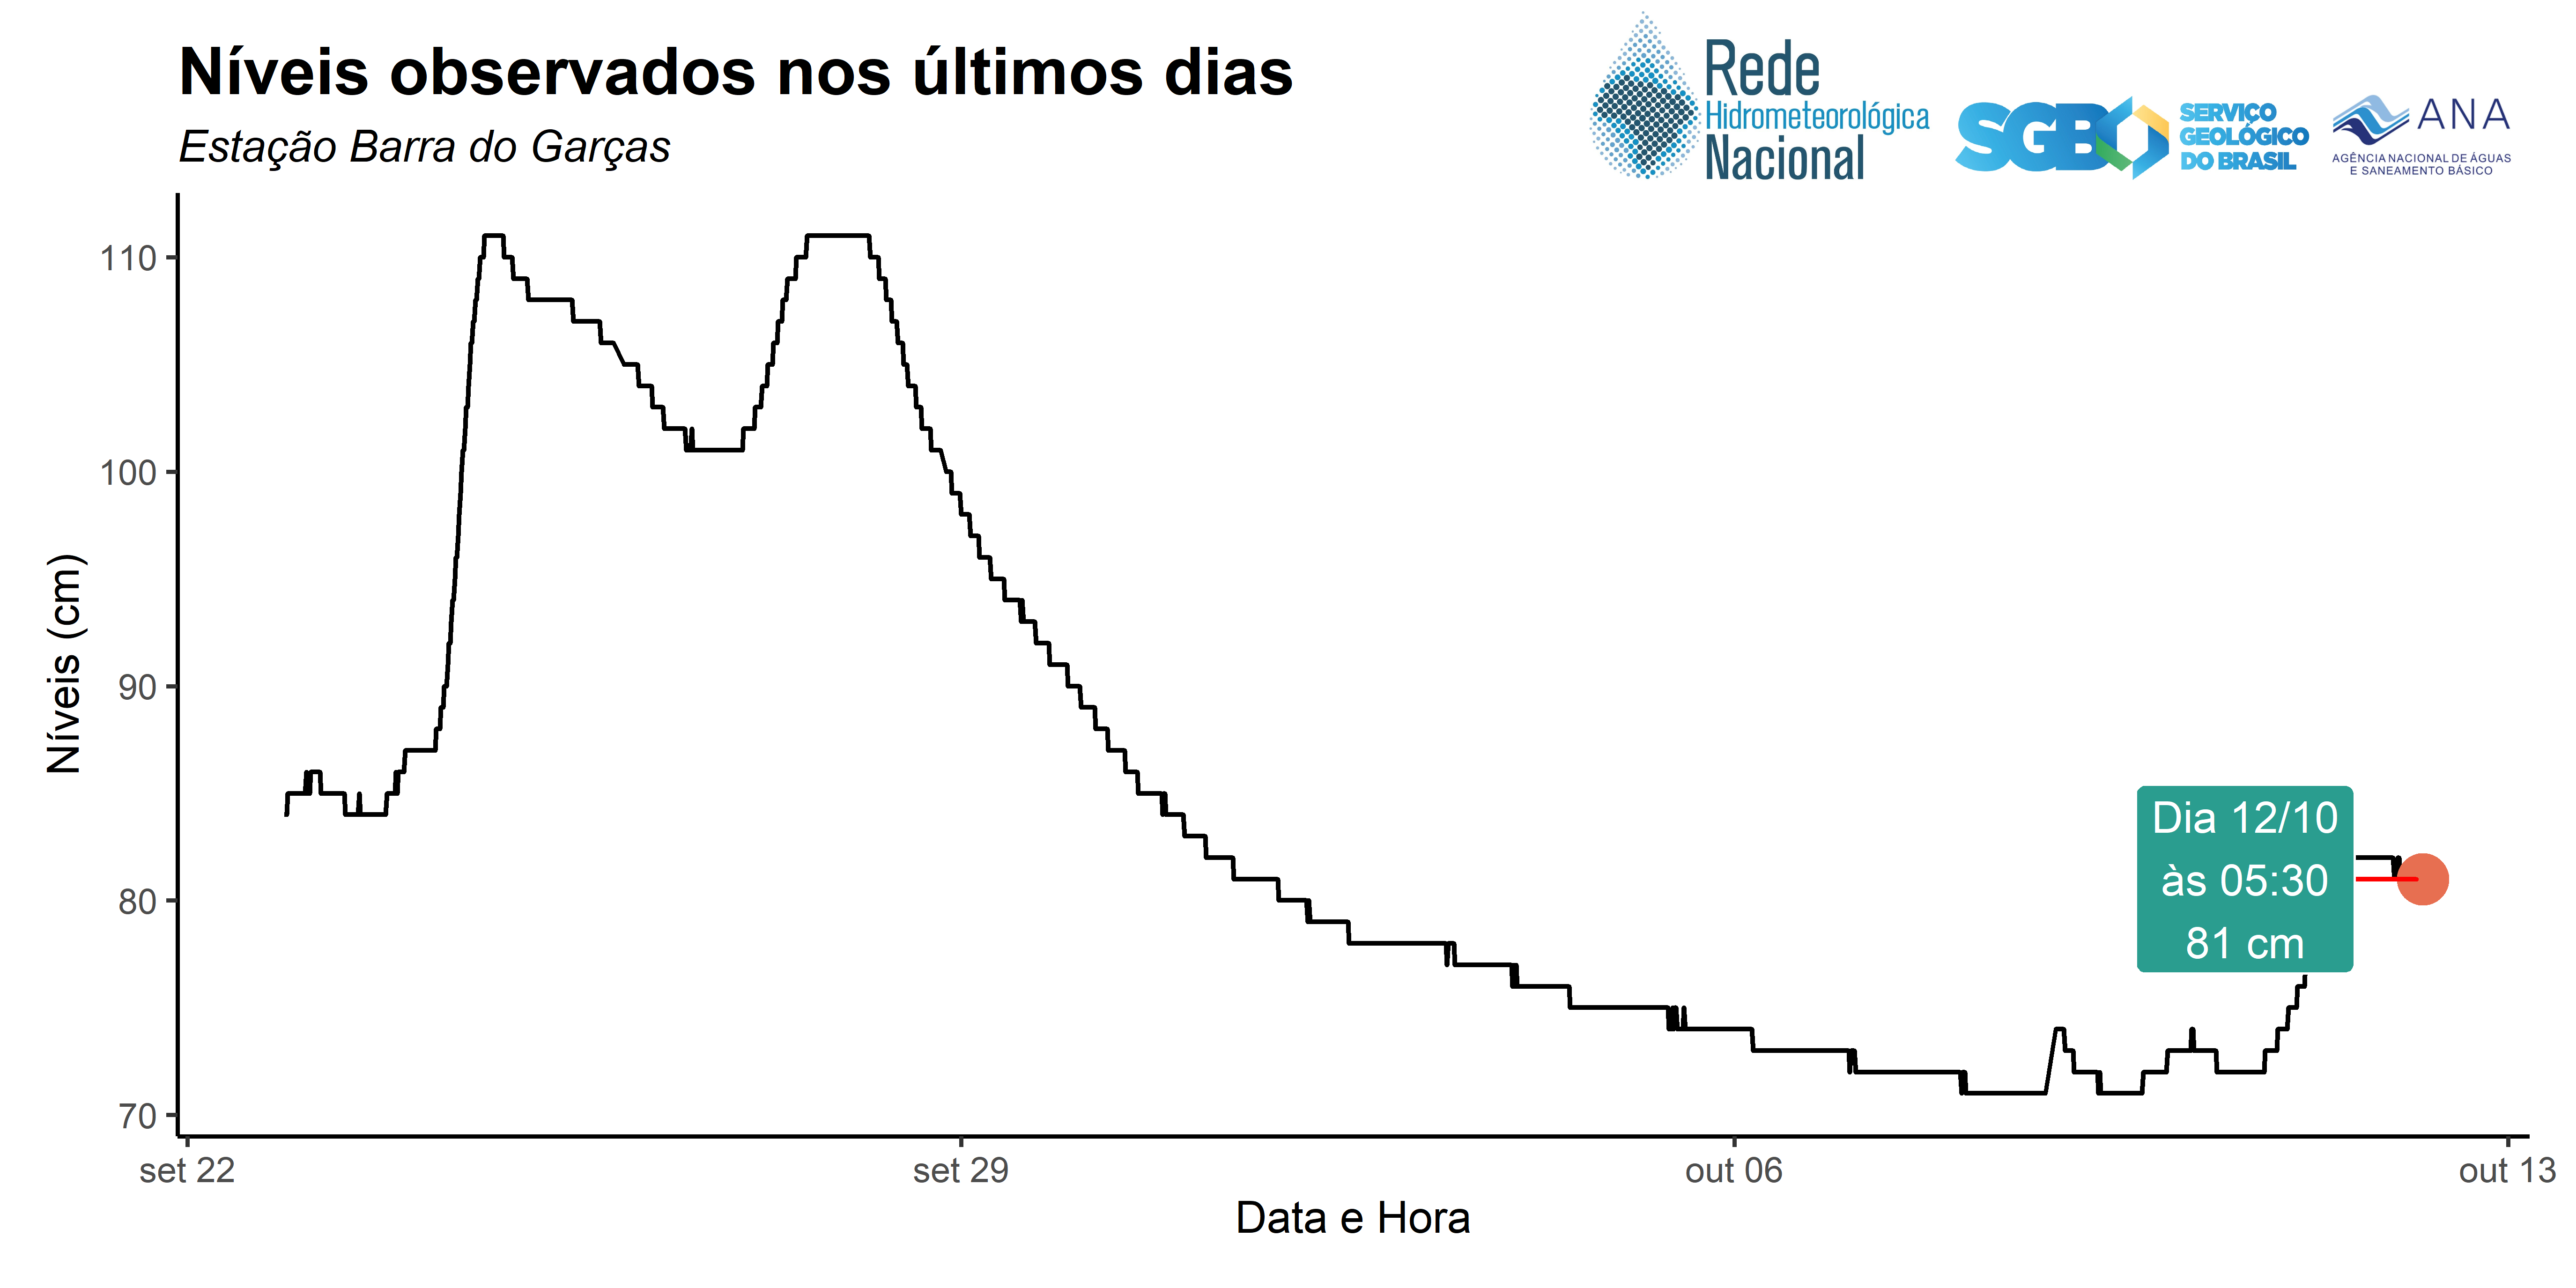 Níveis observados nos últimos dias
Estação Barra do Garças
Rede
Hidrometeorológica
Nacional
SGB
SERVIÇO
GEOLÓGICO
DO BRASIL
ANA
AGÊNCIA NACIONAL DE ÁGUAS
E SANEAMENTO BÁSICO
Níveis (cm)
110
100
90
80
70
Dia 12/10
às 05:30
81 cm
set 22
set 29
out 06
out 13
Data e Hora